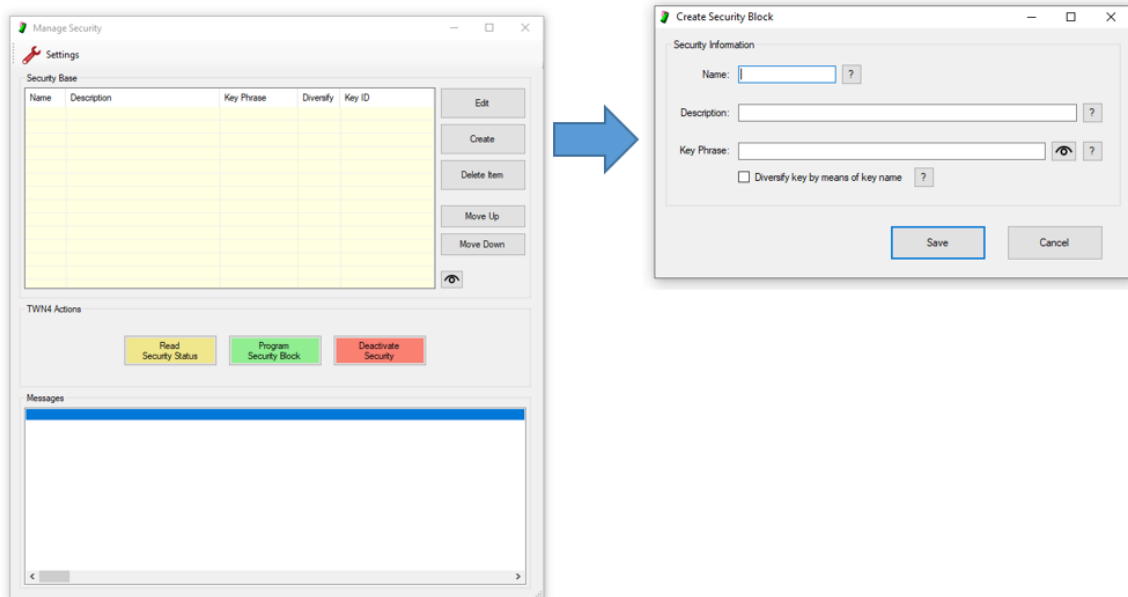 Manage Security
Settings
Security Base
Name Description Key Phrase Diversify Key ID
Edit
Create
Delete Item
Move Up
Move Down
TWN4 Actions
Read
Security Status
Program
Security Block
Deactivate
Security
Messages
Create Security Block
Security Information
Name: ?
Description: ?
Key Phrase: ?
Diversify key by means of key name ?
Save Cancel